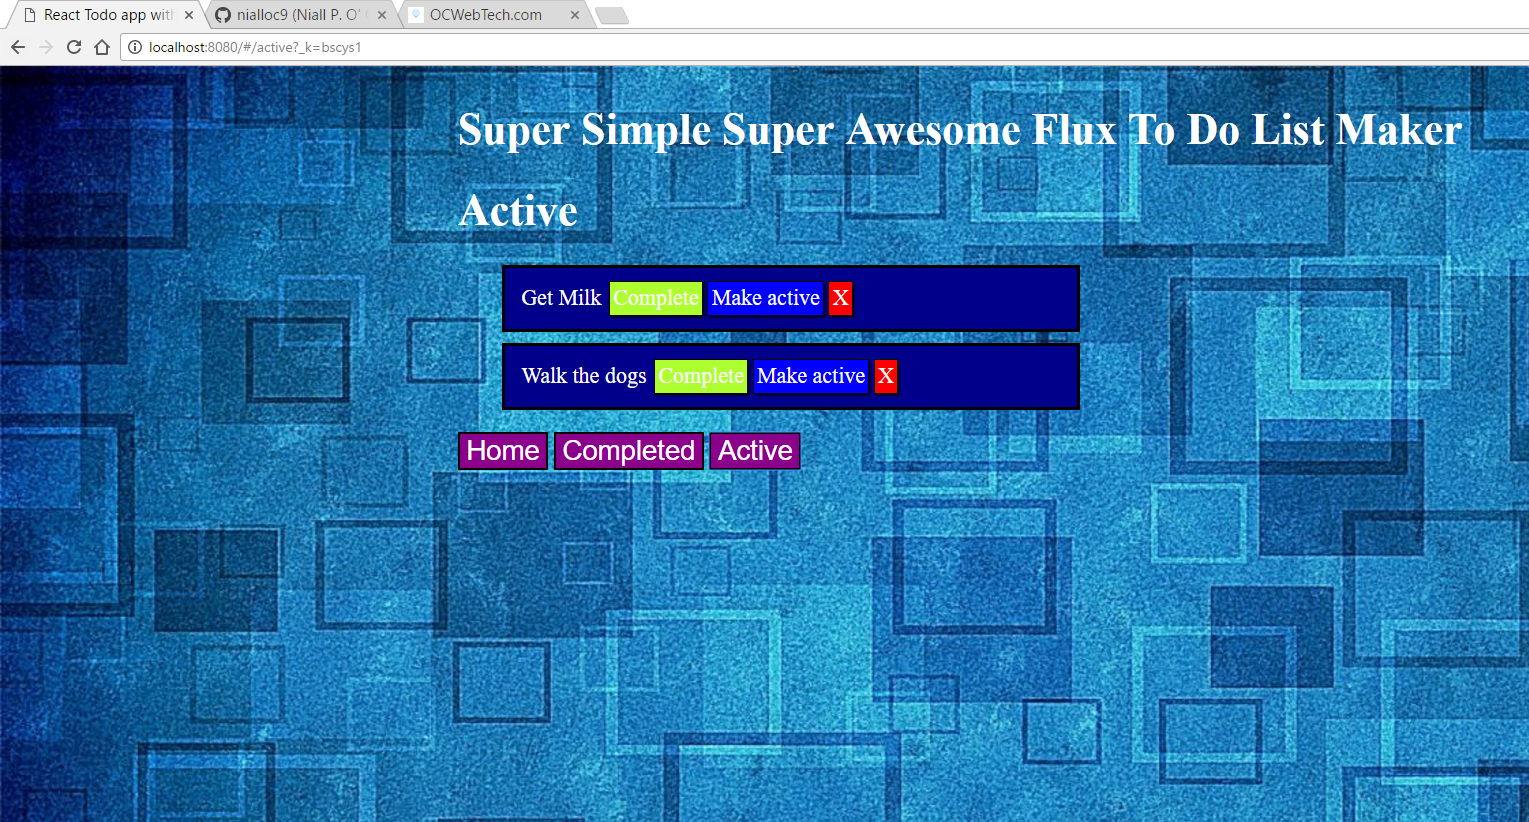 React Todo app with
nialloc9 (Niall P. O'
OCWebTech.com
localhost:8080/#/active?_k=bscys1
Super Simple Super Awesome Flux To Do List Maker
Active
Get Milk Complete Make active X
Walk the dogs Complete Make active X
Home Completed Active